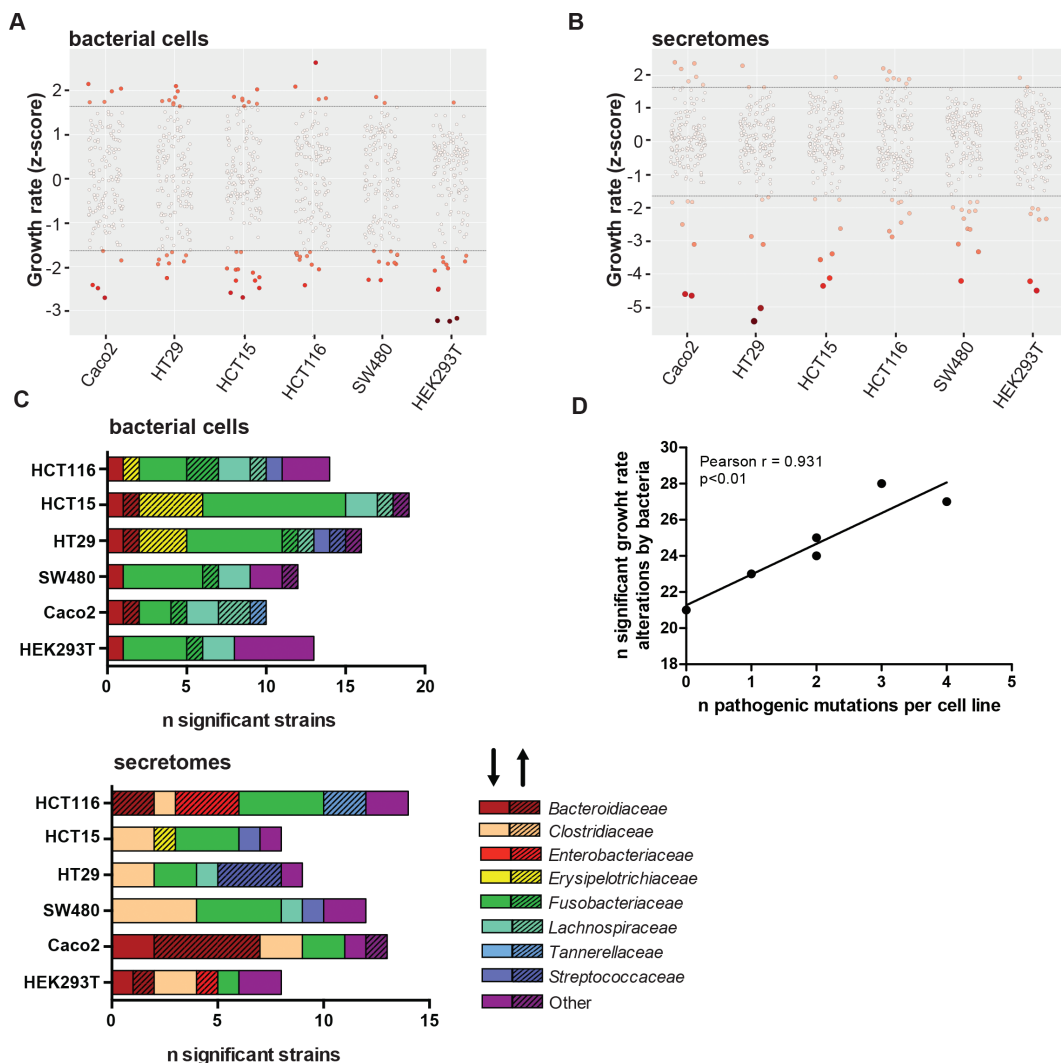 A
bacterial cells
Growth rate (z-score)
2
1
0
-1
-2
-3
Caco2
HT29
HCT15
HCT116
SW480
HEK293T
B
secretomes
Growth rate (z-score)
2
1
0
-1
-2
-3
-4
-5
Caco2
HT29
HCT15
HCT116
SW480
HEK293T
C
bacterial cells
HCT116
HCT15
HT29
SW480
Caco2
HEK293T
0 5 10 15 20
n significant strains
secretomes
HCT116
HCT15
HT29
SW480
Caco2
HEK293T
0 5 10 15
n significant strains
Bacteroidiaceae
Clostridiaceae
Enterobacteriaceae
Erysipelotrichiaceae
Fusobacteriaceae
Lachnospiraceae
Tannerellaceae
Streptococcaceae
Other
D
n significant growht rate
alterations by bacteria
30
28
26
24
22
20
18
Pearson r = 0.931
p<0.01
0 1 2 3 4 5
n pathogenic mutations per cell line